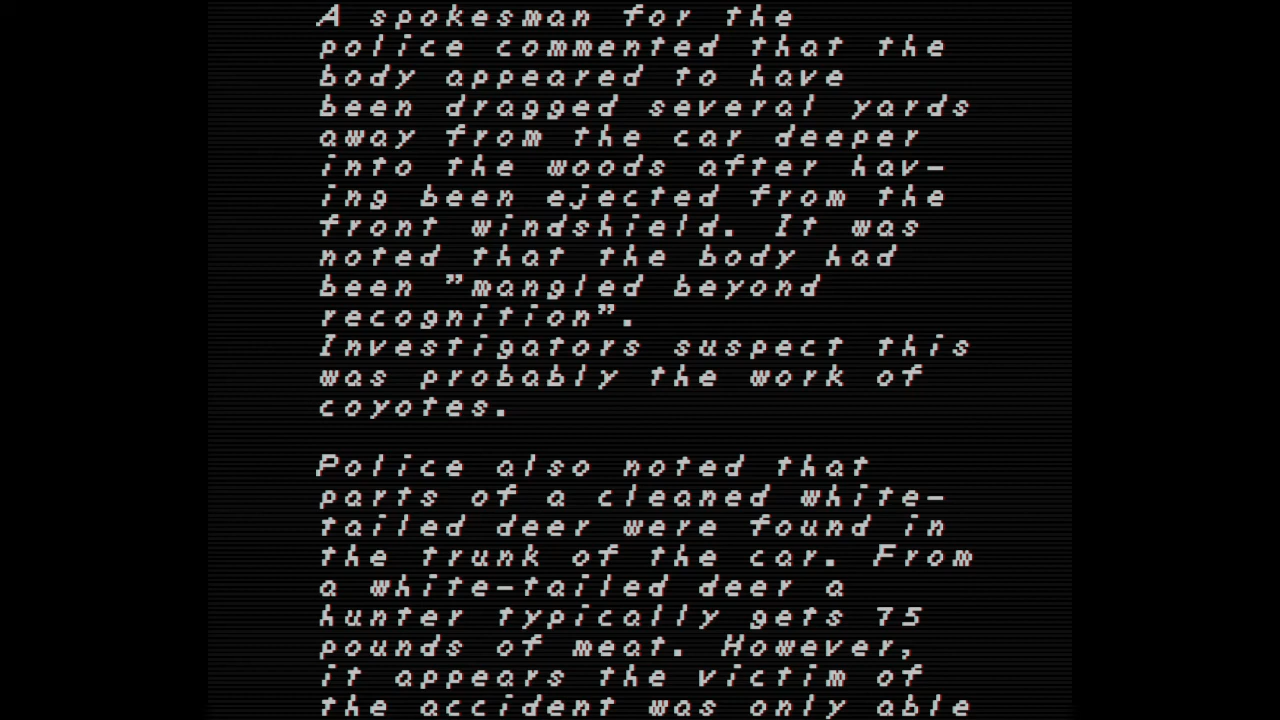 A spokesman for the
police commented that the
body appeared to have
been dragged several yards
away from the car deeper
into the woods after hav-
ing been ejected from the
front windshield. It was
noted that the body had
been "mangled beyond
recognition".
Investigators suspect this
was probably the work of
coyotes.

Police also noted that
parts of a cleaned white-
tailed deer were found in
the trunk of the car. From
a white-tailed deer a
hunter typically gets 75
pounds of meat. However,
it appears the victim of
the accident was only able